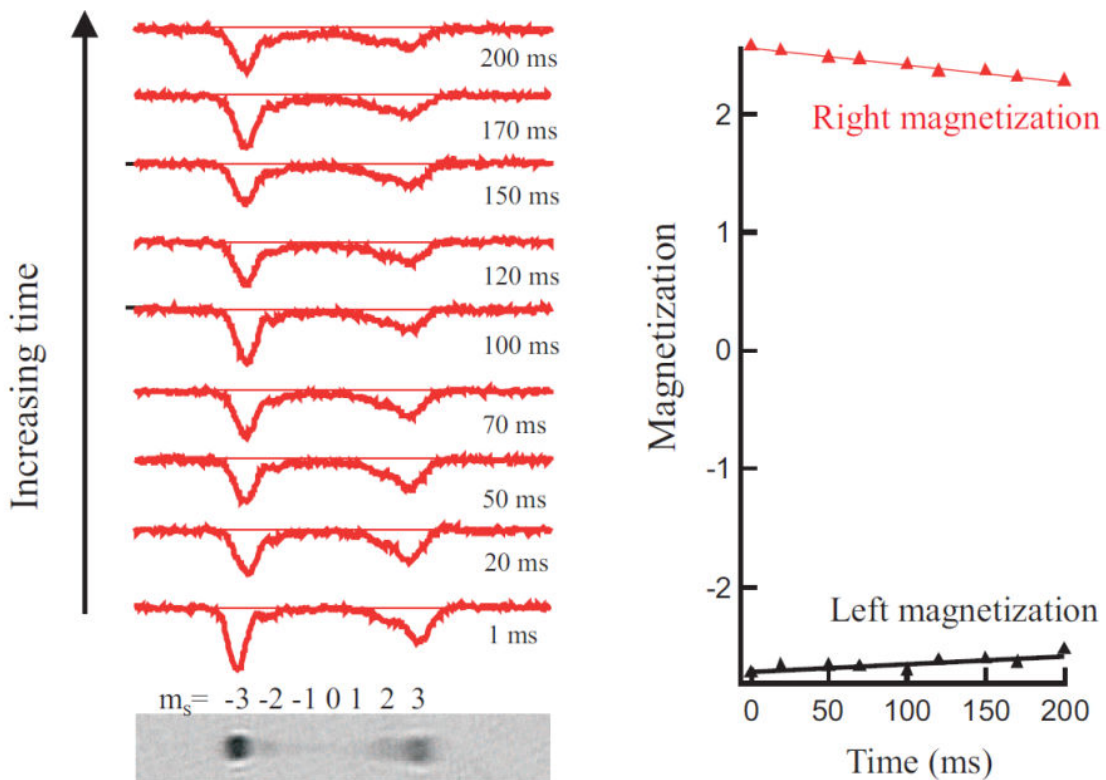 Increasing time
200 ms
170 ms
150 ms
120 ms
100 ms
70 ms
50 ms
20 ms
1 ms
mₛ= -3 -2 -1 0 1 2 3
Magnetization
2
1
0
-1
-2
Right magnetization
Left magnetization
0 50 100 150 200
Time (ms)